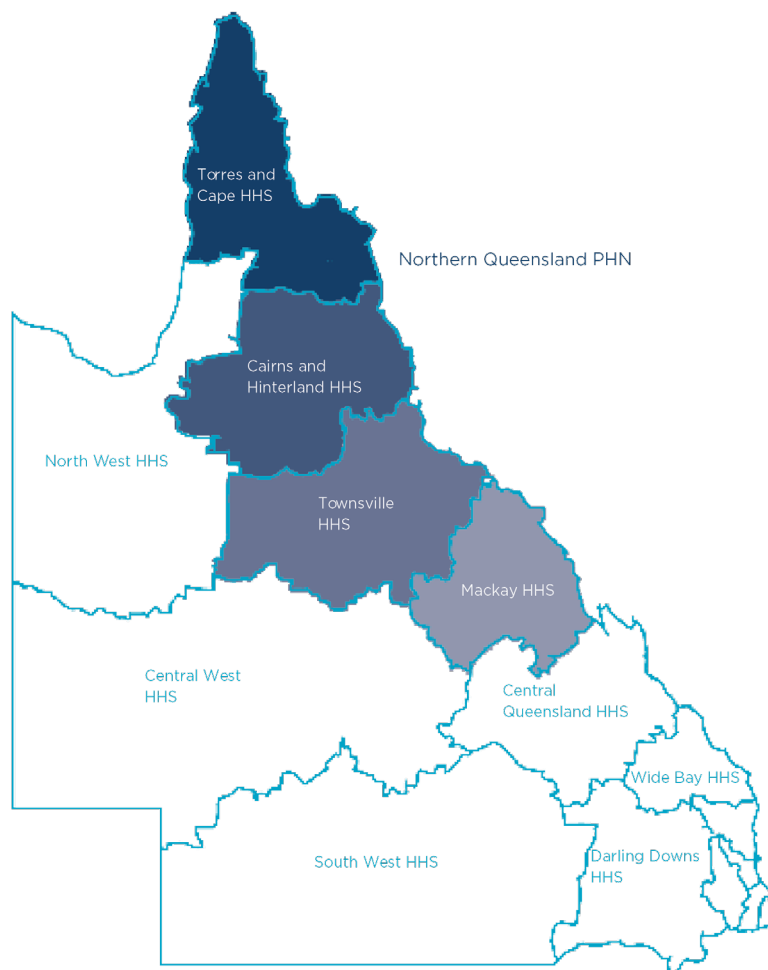 Torres and
Cape HHS
Northern Queensland PHN
Cairns and
Hinterland HHS
North West HHS
Townsville
HHS
Mackay HHS
Central West
HHS
Central
Queensland HHS
Wide Bay HHS
South West HHS
Darling Downs
HHS